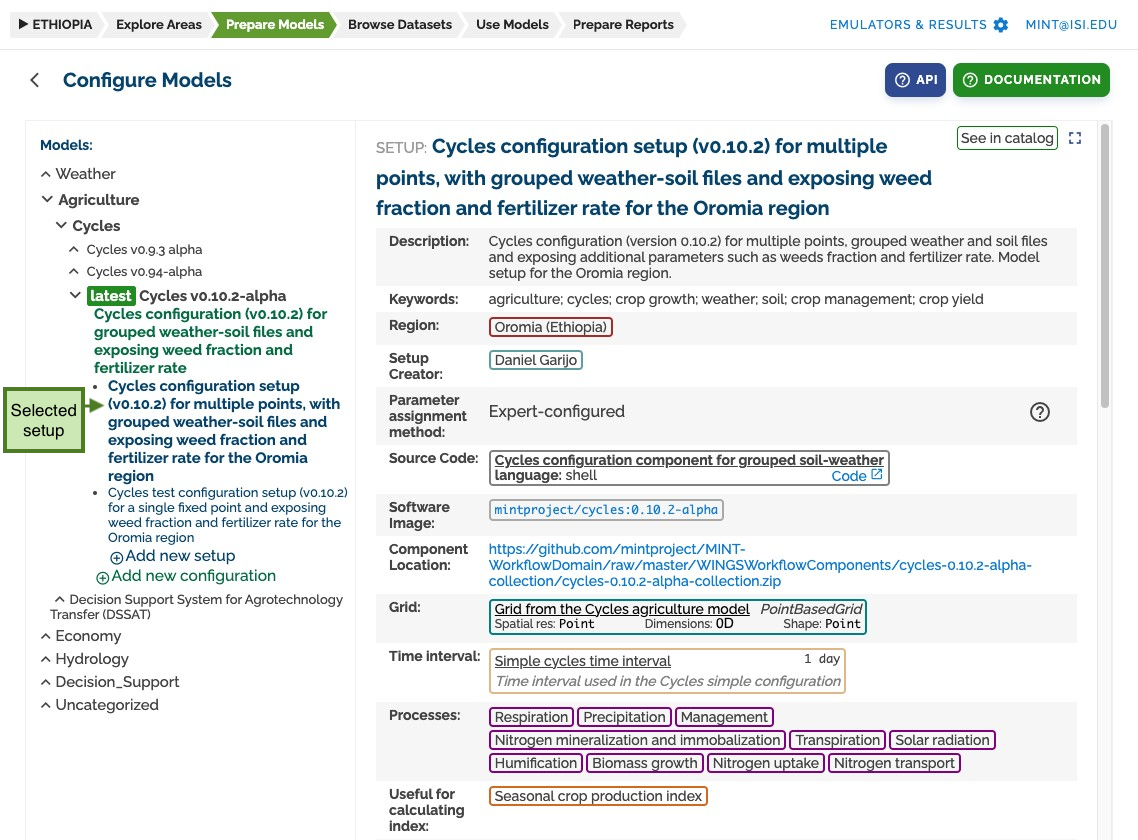 ETHIOPIA
Explore Areas
Prepare Models
Browse Datasets
Use Models
Prepare Reports
EMULATORS & RESULTS
MINT@ISI.EDU
Configure Models
API
DOCUMENTATION
Models:
Weather
Agriculture
Cycles
Cycles v0.9.3 alpha
Cycles v0.94-alpha
latest Cycles v0.10.2-alpha
Cycles configuration (v0.10.2) for
grouped weather-soil files and
exposing weed fraction and
fertilizer rate
Cycles configuration setup
(v0.10.2) for multiple points, with
grouped weather-soil files and
exposing weed fraction and
fertilizer rate for the Oromia
region
Cycles test configuration setup (v0.10.2)
for a single fixed point and exposing
weed fraction and fertilizer rate for the
Oromia region
Add new setup
Add new configuration
Decision Support System for Agrotechnology
Transfer (DSSAT)
Economy
Hydrology
Decision_Support
Uncategorized
Selected
setup
See in catalog
SETUP: Cycles configuration setup (v0.10.2) for multiple
points, with grouped weather-soil files and exposing weed
fraction and fertilizer rate for the Oromia region
Description:
Cycles configuration (version 0.10.2) for multiple points, grouped weather and soil files
and exposing additional parameters such as weeds fraction and fertilizer rate. Model
setup for the Oromia region.
Keywords:
agriculture; cycles; crop growth; weather; soil; crop management; crop yield
Region:
Oromia (Ethiopia)
Setup
Creator:
Daniel Garijo
Parameter
assignment
method:
Expert-configured
Source Code:
Cycles configuration component for grouped soil-weather
language: shell
Code
Software
Image:
mintproject/cycles:0.10.2-alpha
Component
Location:
https://github.com/mintproject/MINT-
WorkflowDomain/raw/master/WINGSWorkflowComponents/cycles-0.10.2-alpha-
collection/cycles-0.10.2-alpha-collection.zip
Grid:
Grid from the Cycles agriculture model PointBasedGrid
Spatial res: Point Dimensions: 0D Shape: Point
Time interval:
Simple cycles time interval 1 day
Time interval used in the Cycles simple configuration
Processes:
Respiration Precipitation Management
Nitrogen mineralization and immobalization Transpiration Solar radiation
Humification Biomass growth Nitrogen uptake Nitrogen transport
Useful for
calculating
index:
Seasonal crop production index